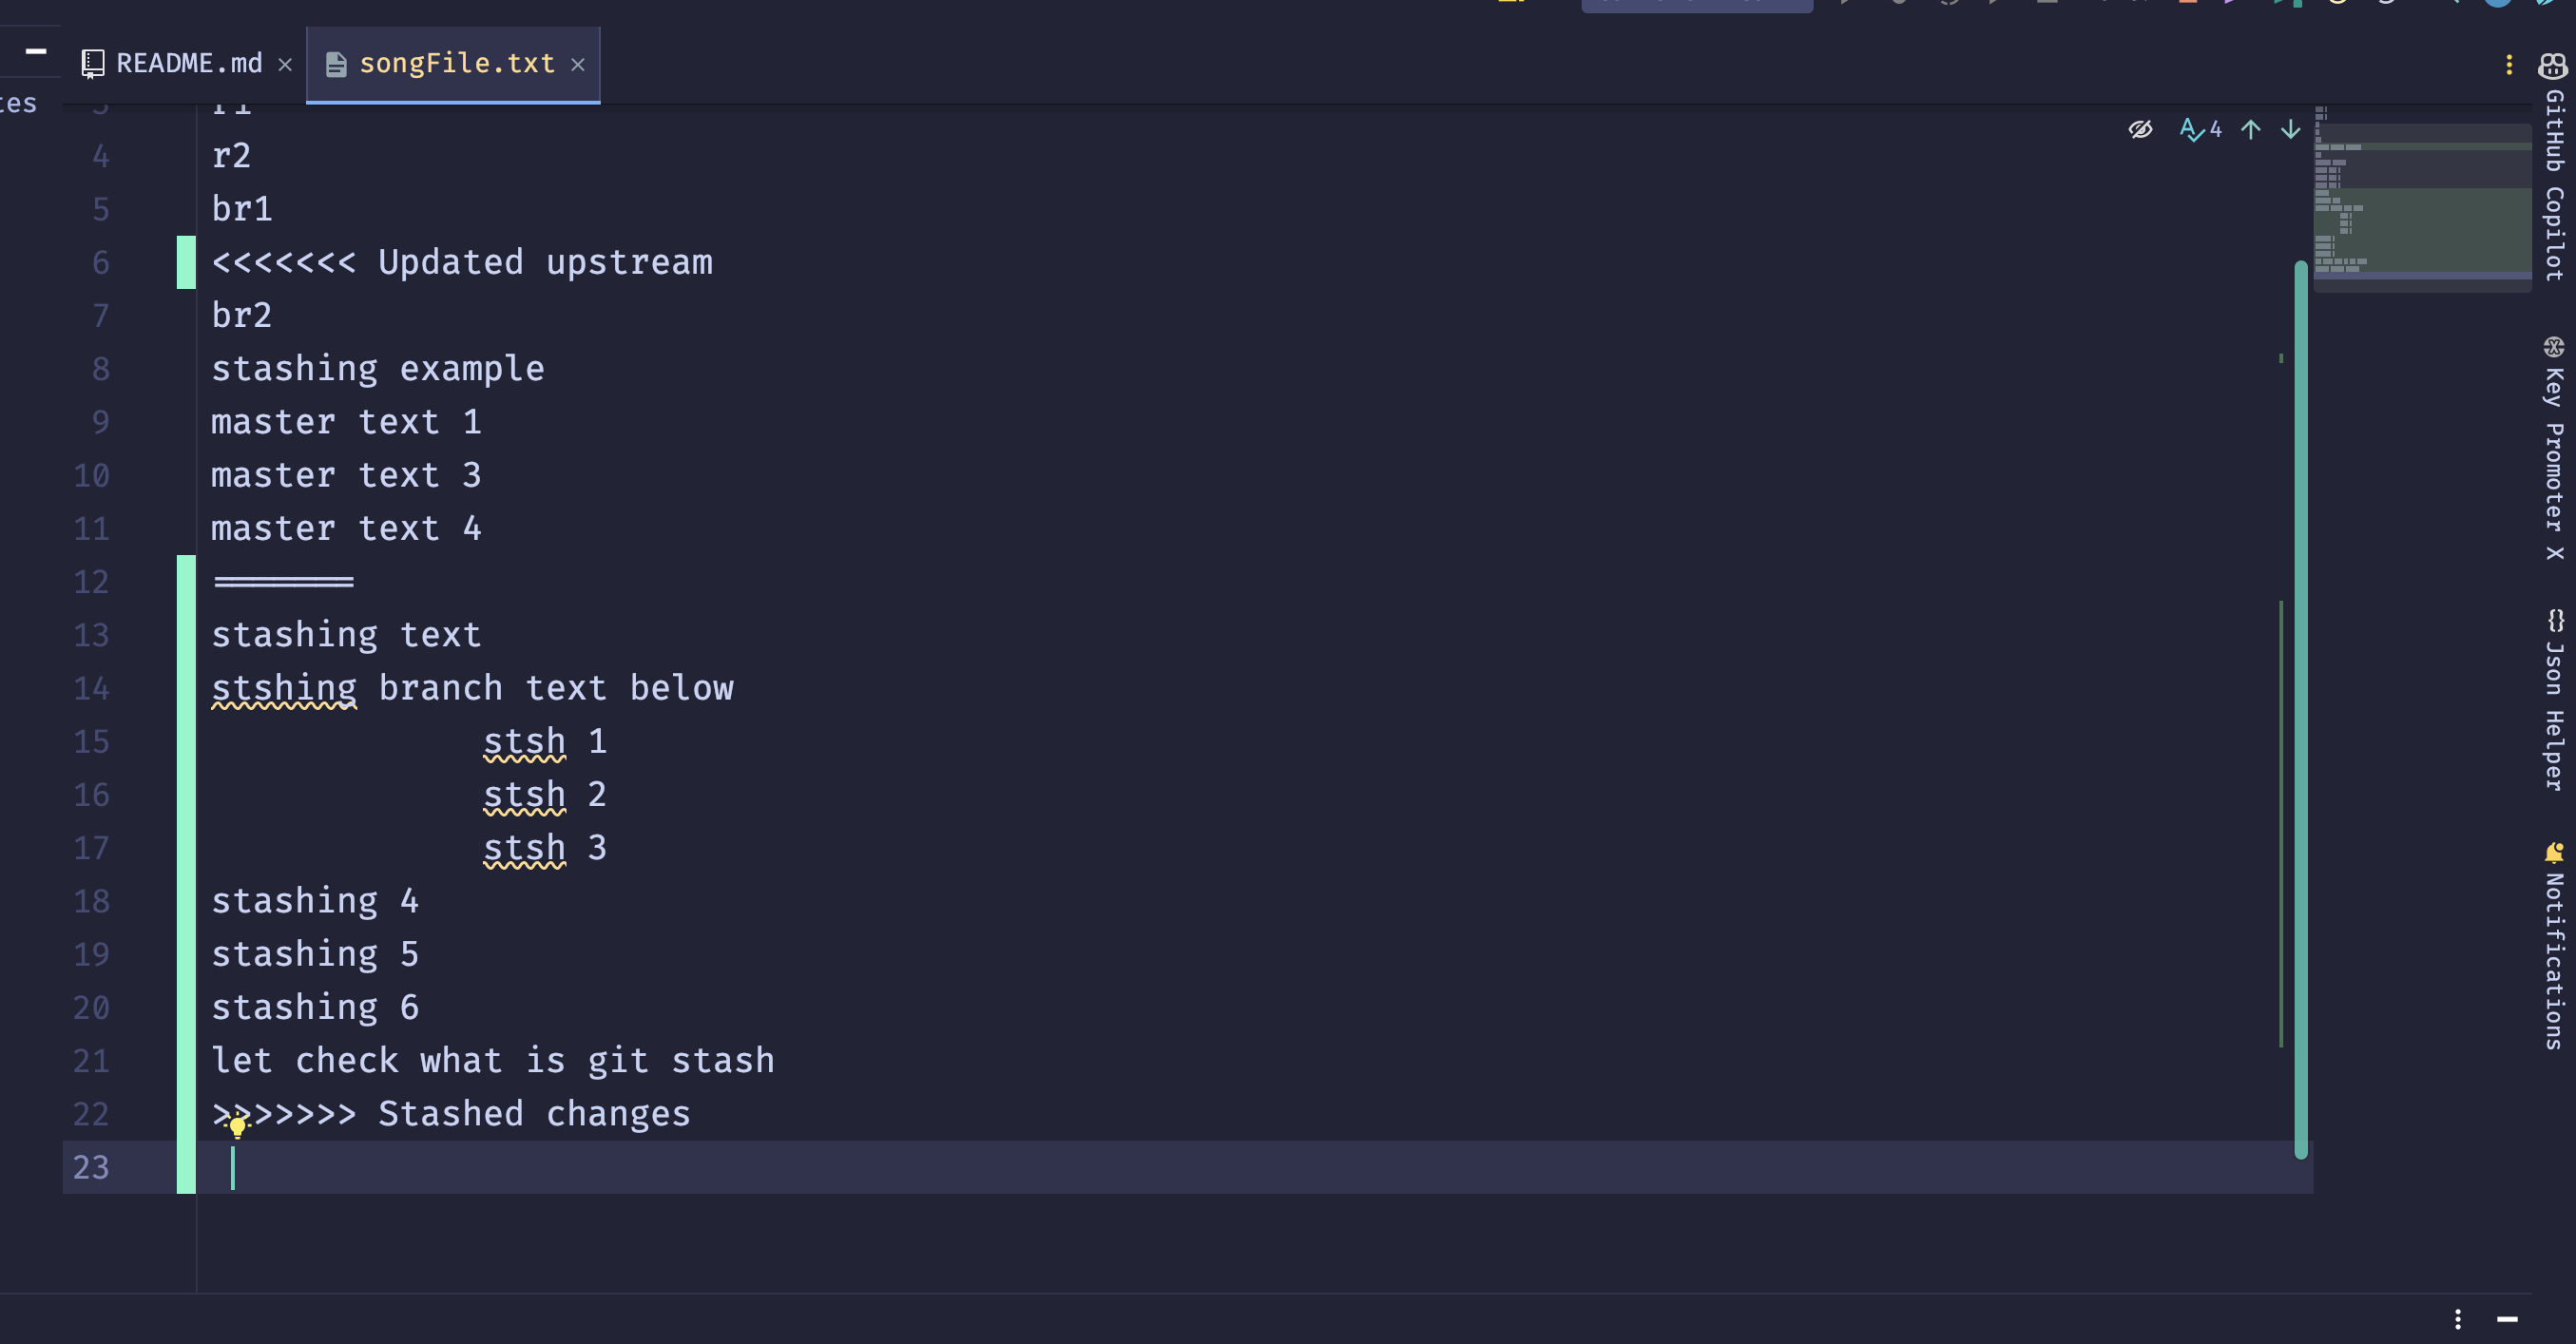 README.md
songFile.txt
tes
4
4 r2
5 br1
6 <<<<<<< Updated upstream
7 br2
8 stashing example
9 master text 1
10 master text 3
11 master text 4
12 =======
13 stashing text
14 stshing branch text below
15 stsh 1
16 stsh 2
17 stsh 3
18 stashing 4
19 stashing 5
20 stashing 6
21 let check what is git stash
22 >>>>>>> Stashed changes
23
GitHub Copilot
Key Promoter X
{} Json Helper
Notifications